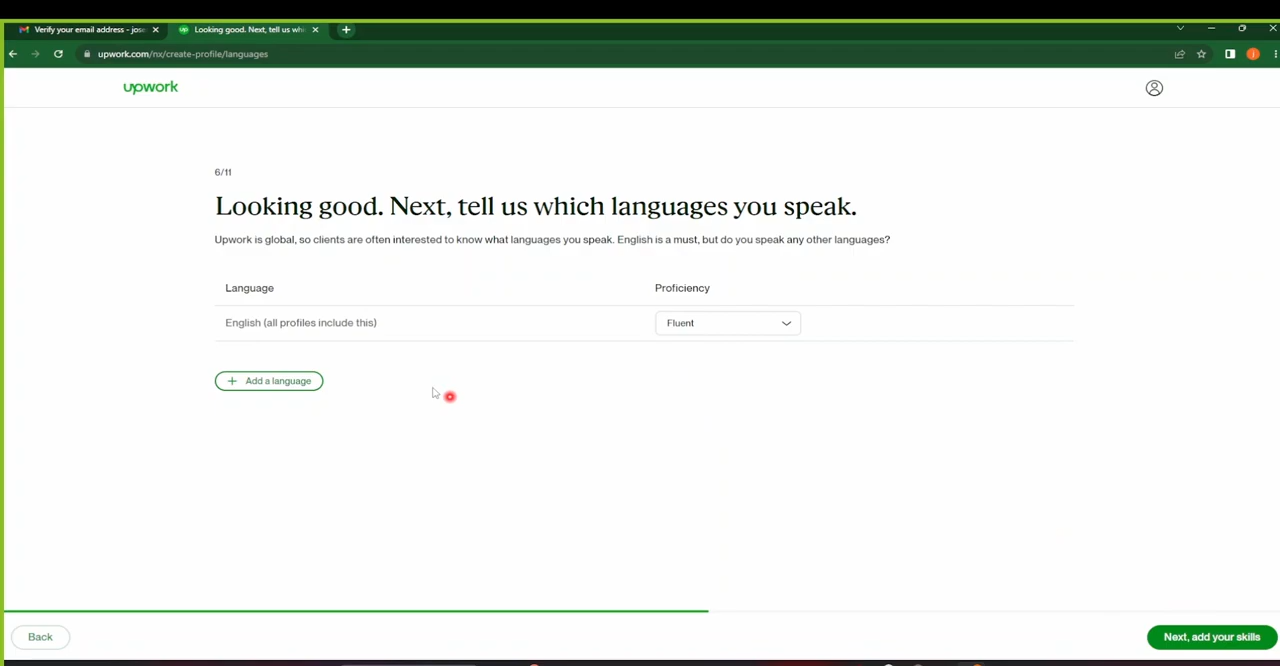 Verify your email address - jose
Looking good. Next, tell us whi
upwork.com/nx/create-profile/languages
upwork
6/11
Looking good. Next, tell us which languages you speak.
Upwork is global, so clients are often interested to know what languages you speak. English is a must, but do you speak any other languages?
Language Proficiency
English (all profiles include this) Fluent
+ Add a language
Back Next, add your skills